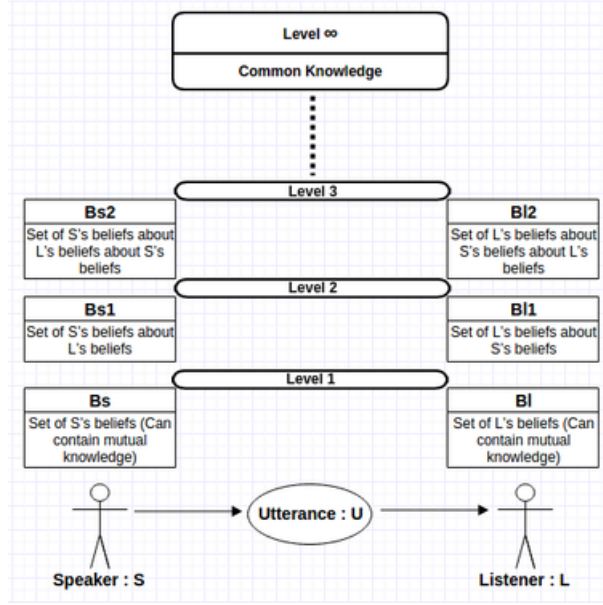 Level ∞
Common Knowledge
Level 3
Bs2
Set of S's beliefs about
L's beliefs about S's
beliefs
Bl2
Set of L's beliefs about
S's beliefs about L's
beliefs
Level 2
Bs1
Set of S's beliefs about
L's beliefs
Bl1
Set of L's beliefs about
S's beliefs
Level 1
Bs
Set of S's beliefs (Can
contain mutual
knowledge)
Bl
Set of L's beliefs (Can
contain mutual
knowledge)
Utterance : U
Speaker : S
Listener : L